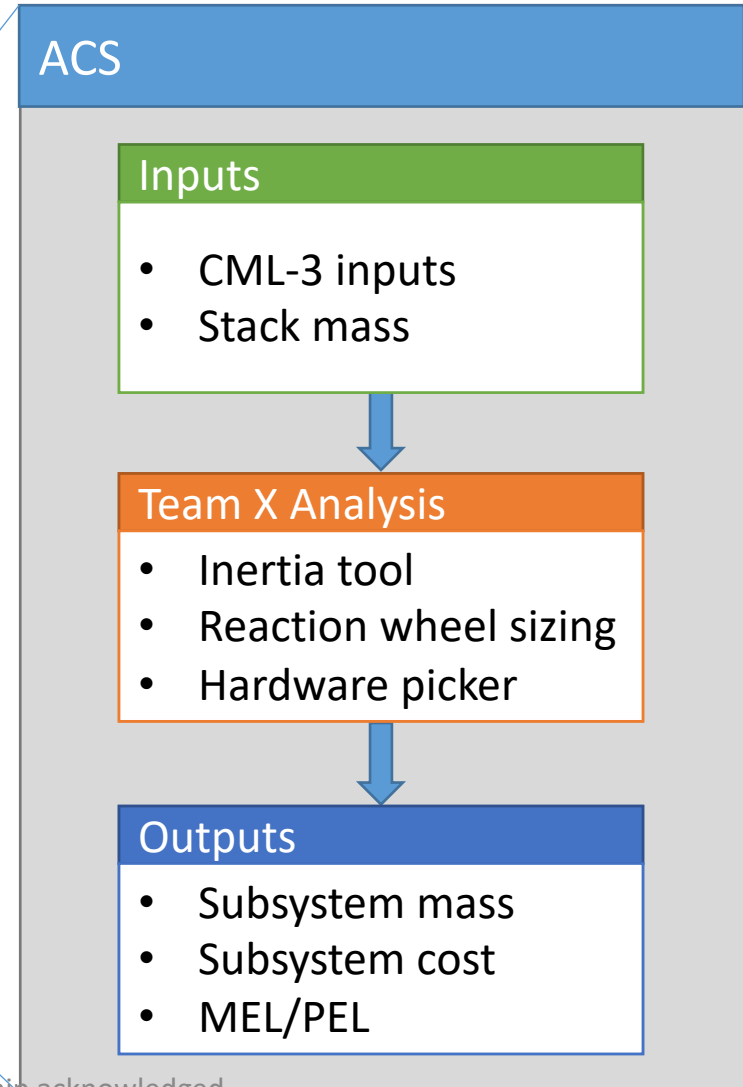 ACS
Inputs
• CML-3 inputs
• Stack mass
Team X Analysis
• Inertia tool
• Reaction wheel sizing
• Hardware picker
Outputs
• Subsystem mass
• Subsystem cost
• MEL/PEL
acknowledged